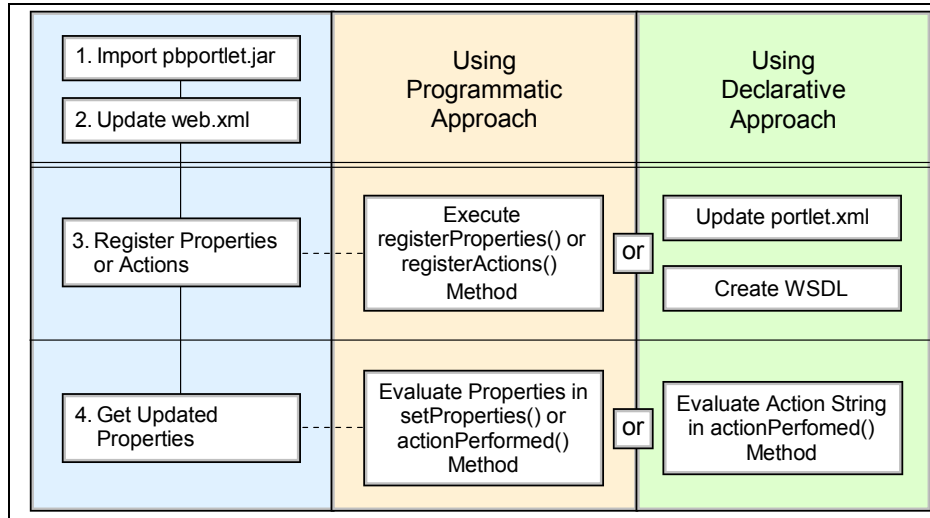 1. Import pbportlet.jar
2. Update web.xml
Using
Programmatic
Approach
Using
Declarative
Approach
3. Register Properties
or Actions
Execute
registerProperties() or
registerActions()
Method
or
Update portlet.xml
Create WSDL
4. Get Updated
Properties
Evaluate Properties in
setProperties() or
actionPerformed()
Method
or
Evaluate Action String
in actionPerfomed()
Method